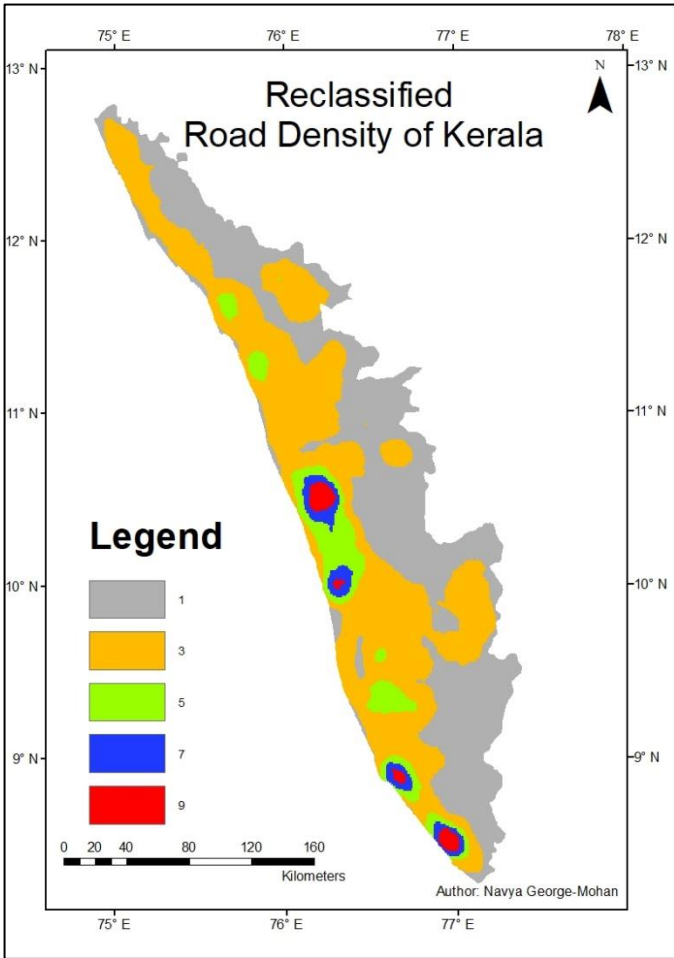 75° E 76° E 77° E 78° E
13° N 13° N
N
Reclassified
Road Density of Kerala
12° N 12° N
11° N 11° N
Legend
10° N 10° N
1
3
5
7
9
9° N 9° N
0 20 40 80 120 160
Kilometers
Author: Navya George-Mohan
75° E 76° E 77° E